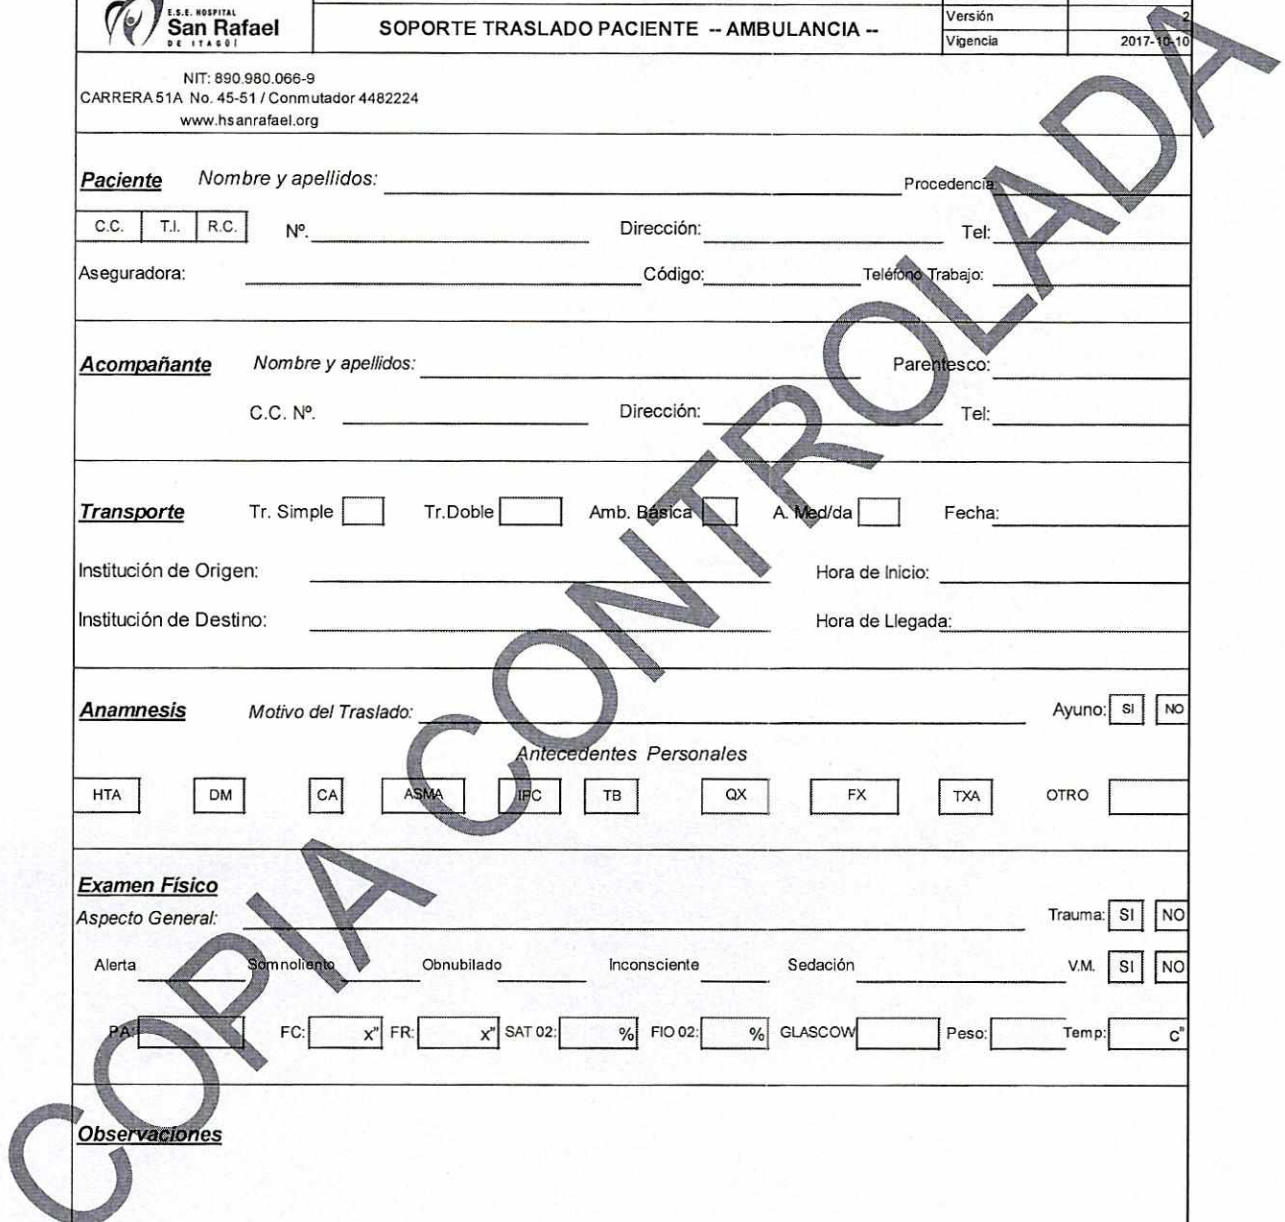 E.S.E. HOSPITAL
San Rafael
DE ITAGÜÍ
SOPORTE TRASLADO PACIENTE -- AMBULANCIA --
Versión 2
Vigencia 2017-10-10
NIT: 890.980.066-9
CARRERA 51A No. 45-51 / Conmutador 4482224
www.hsanrafael.org
Paciente Nombre y apellidos: Procedencia:
C.C. T.I. R.C. Nº. Dirección: Tel:
Aseguradora: Código: Teléfono Trabajo:
Acompañante Nombre y apellidos: Parentesco:
C.C. Nº. Dirección: Tel:
Transporte Tr. Simple Tr.Doble Amb. Básica A. Med/da Fecha:
Institución de Origen: Hora de Inicio:
Institución de Destino: Hora de Llegada:
Anamnesis Motivo del Traslado: Ayuno: SI NO
Antecedentes Personales
HTA DM CA ASMA IPC TB QX FX TXA OTRO
Examen Físico
Aspecto General: Trauma: SI NO
Alerta Somnoliento Obnubilado Inconsciente Sedación V.M. SI NO
PA: FC: x" FR: x" SAT 02: % FIO 02: % GLASCOW Peso: Temp: c"
Observaciones
COPIA CONTROLADA